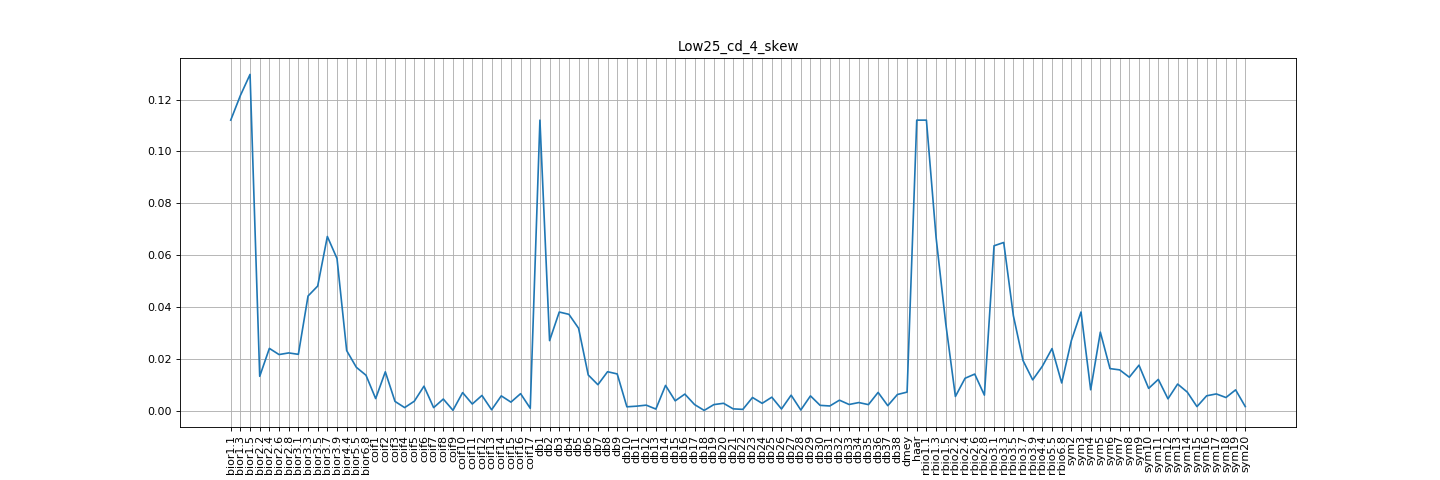 Low25_cd_4_skew
0.12
0.10
0.08
0.06
0.04
0.02
0.00
bior1.1
bior1.3
bior1.5
bior2.2
bior2.4
bior2.6
bior2.8
bior3.1
bior3.3
bior3.5
bior3.7
bior3.9
bior4.4
bior5.5
bior6.8
coif1
coif2
coif3
coif4
coif5
coif6
coif7
coif8
coif9
coif10
coif11
coif12
coif13
coif14
coif15
coif16
coif17
db1
db2
db3
db4
db5
db6
db7
db8
db9
db10
db11
db12
db13
db14
db15
db16
db17
db18
db19
db20
db21
db22
db23
db24
db25
db26
db27
db28
db29
db30
db31
db32
db33
db34
db35
db36
db37
db38
dmey
haar
rbio1.1
rbio1.3
rbio1.5
rbio2.2
rbio2.4
rbio2.6
rbio2.8
rbio3.1
rbio3.3
rbio3.5
rbio3.7
rbio3.9
rbio4.4
rbio5.5
rbio6.8
sym2
sym3
sym4
sym5
sym6
sym7
sym8
sym9
sym10
sym11
sym12
sym13
sym14
sym15
sym16
sym17
sym18
sym19
sym20